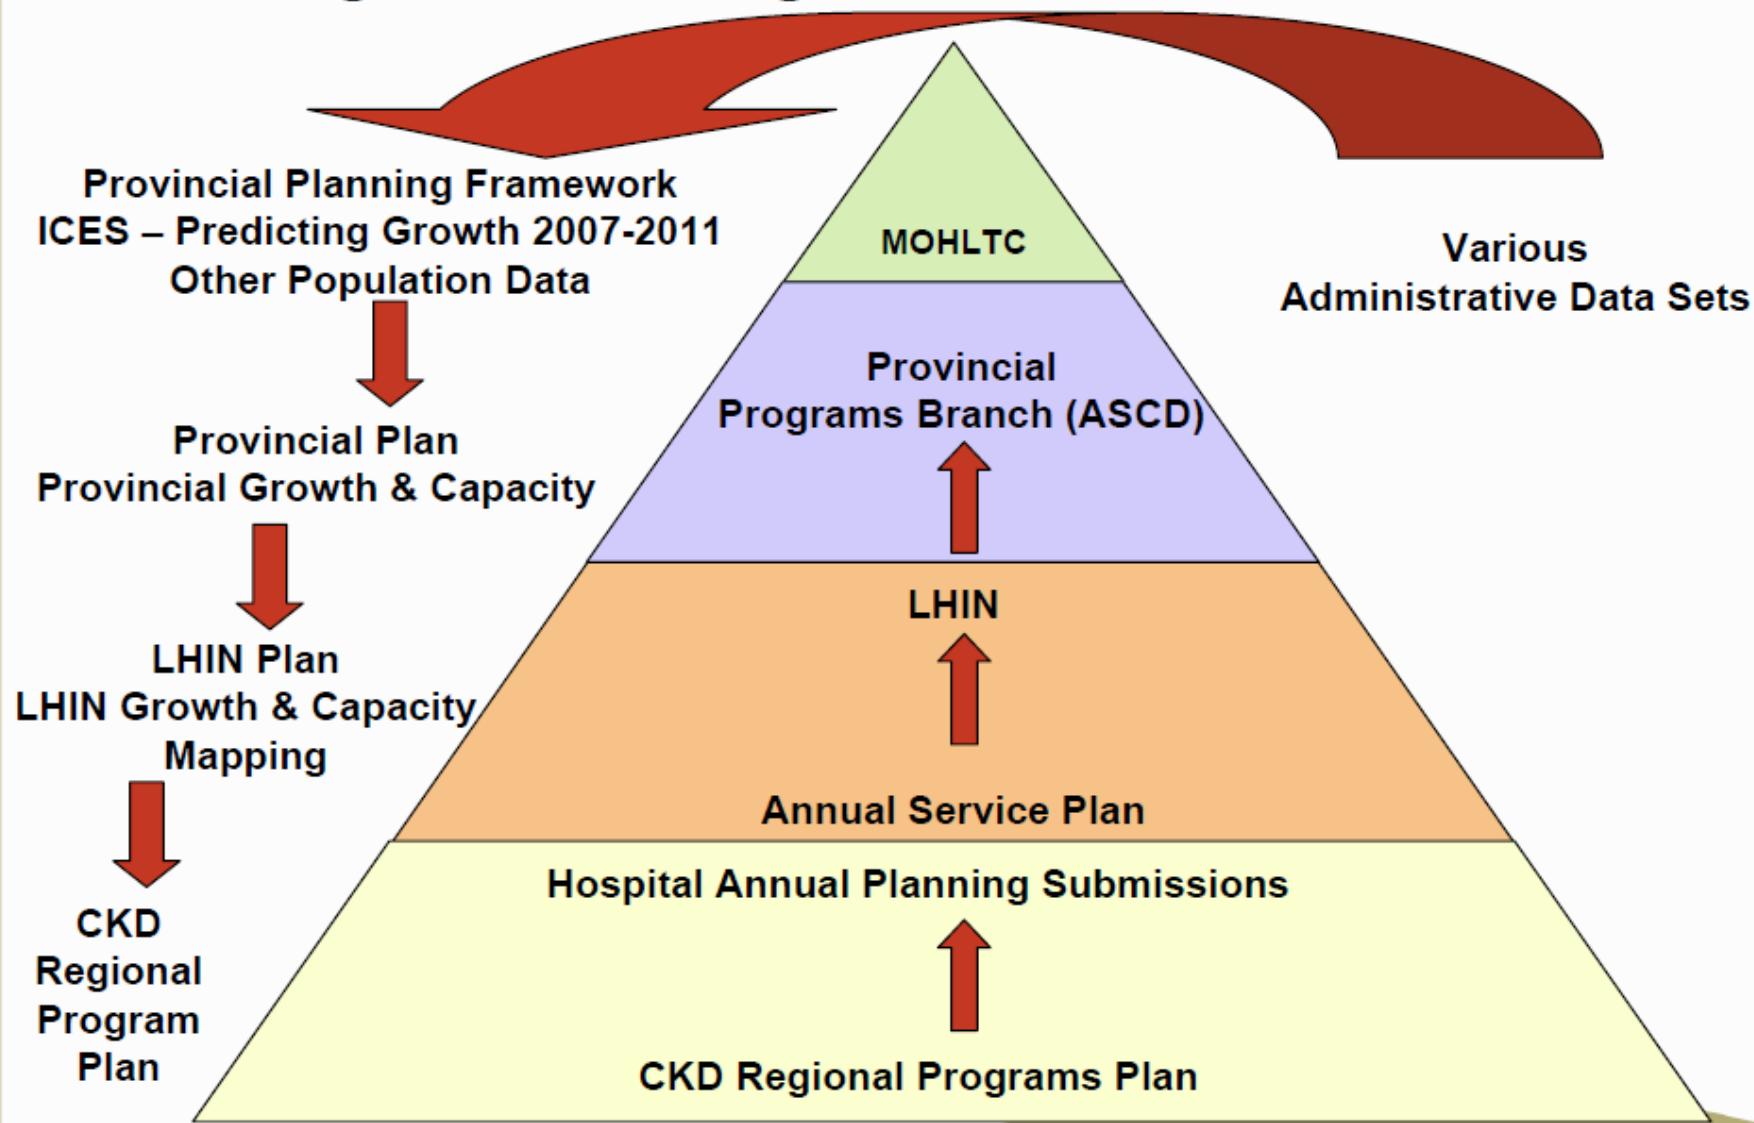 Provincial Planning Framework
ICES – Predicting Growth 2007-2011
Other Population Data
Provincial Plan
Provincial Growth & Capacity
LHIN Plan
LHIN Growth & Capacity
Mapping
CKD
Regional
Program
Plan
MOHLTC
Provincial
Programs Branch (ASCD)
LHIN
Annual Service Plan
Hospital Annual Planning Submissions
CKD Regional Programs Plan
Various
Administrative Data Sets